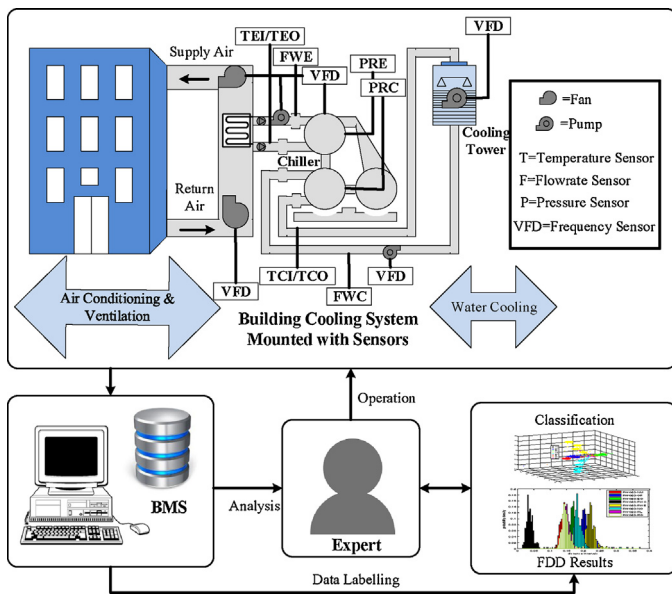 TEI/TEO
VFD
Supply Air
FWE
PRE
VFD
PRC
=Fan
=Pump
Cooling
Tower
Chiller
T=Temperature Sensor
F=Flowrate Sensor
P=Pressure Sensor
VFD=Frequency Sensor
Return
Air
TCI/TCO
VFD
VFD
FWC
Air Conditioning &
Ventilation
Water Cooling
Building Cooling System
Mounted with Sensors
Operation
Classification
BMS
Analysis
Expert
FDD Results
Data Labelling